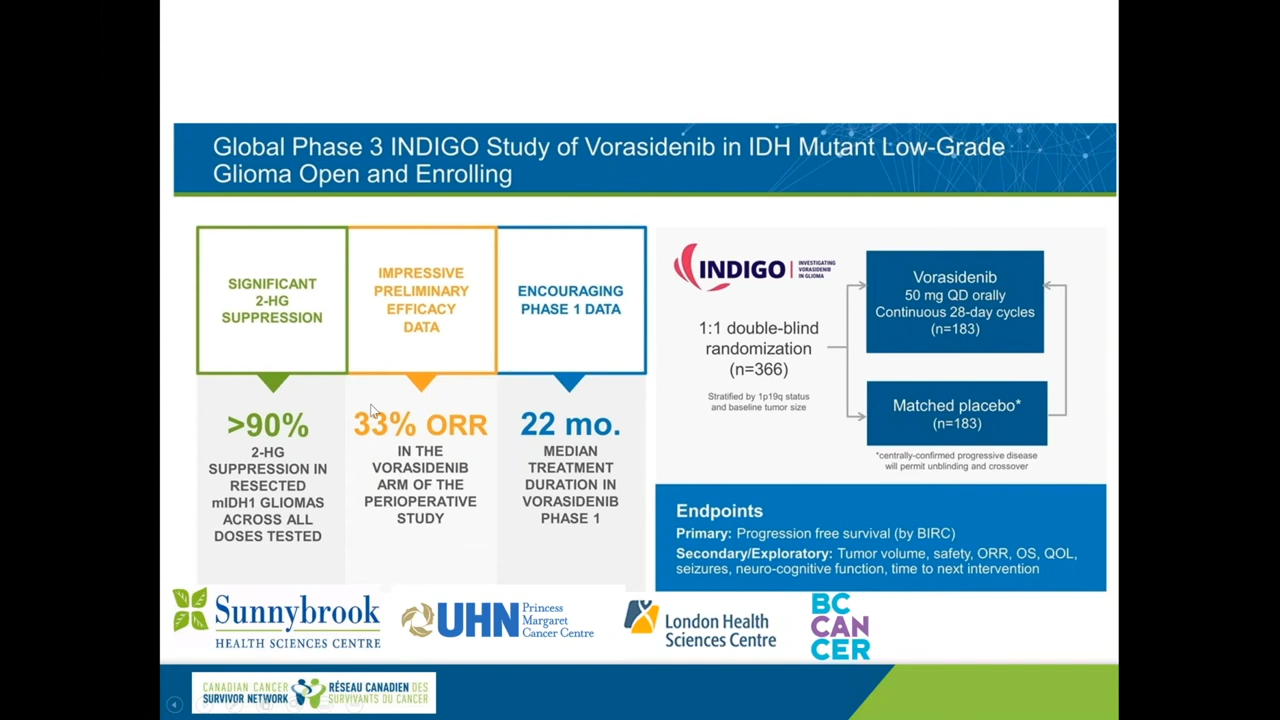 Global Phase 3 INDIGO Study of Vorasidenib in IDH Mutant Low-Grade
Glioma Open and Enrolling
SIGNIFICANT
2-HG
SUPPRESSION
IMPRESSIVE
PRELIMINARY
EFFICACY
DATA
ENCOURAGING
PHASE 1 DATA
>90%
2-HG
SUPPRESSION IN
RESECTED
mIDH1 GLIOMAS
ACROSS ALL
DOSES TESTED
33% ORR
IN THE
VORASIDENIB
ARM OF THE
PERIOPERATIVE
STUDY
22 mo.
MEDIAN
TREATMENT
DURATION IN
VORASIDENIB
PHASE 1
INDIGO
INVESTIGATING
VORASIDENIB
IN GLIOMA
1:1 double-blind
randomization
(n=366)
Stratified by 1p19q status
and baseline tumor size
Vorasidenib
50 mg QD orally
Continuous 28-day cycles
(n=183)
Matched placebo*
(n=183)
*centrally-confirmed progressive disease
will permit unblinding and crossover
Endpoints
Primary: Progression free survival (by BIRC)
Secondary/Exploratory: Tumor volume, safety, ORR, OS, QOL,
seizures, neuro-cognitive function, time to next intervention
Sunnybrook
HEALTH SCIENCES CENTRE
UHN
Princess
Margaret
Cancer Centre
London Health
Sciences Centre
BC
CAN
CER
CANADIAN CANCER
SURVIVOR NETWORK
RÉSEAU CANADIEN DES
SURVIVANTS DU CANCER